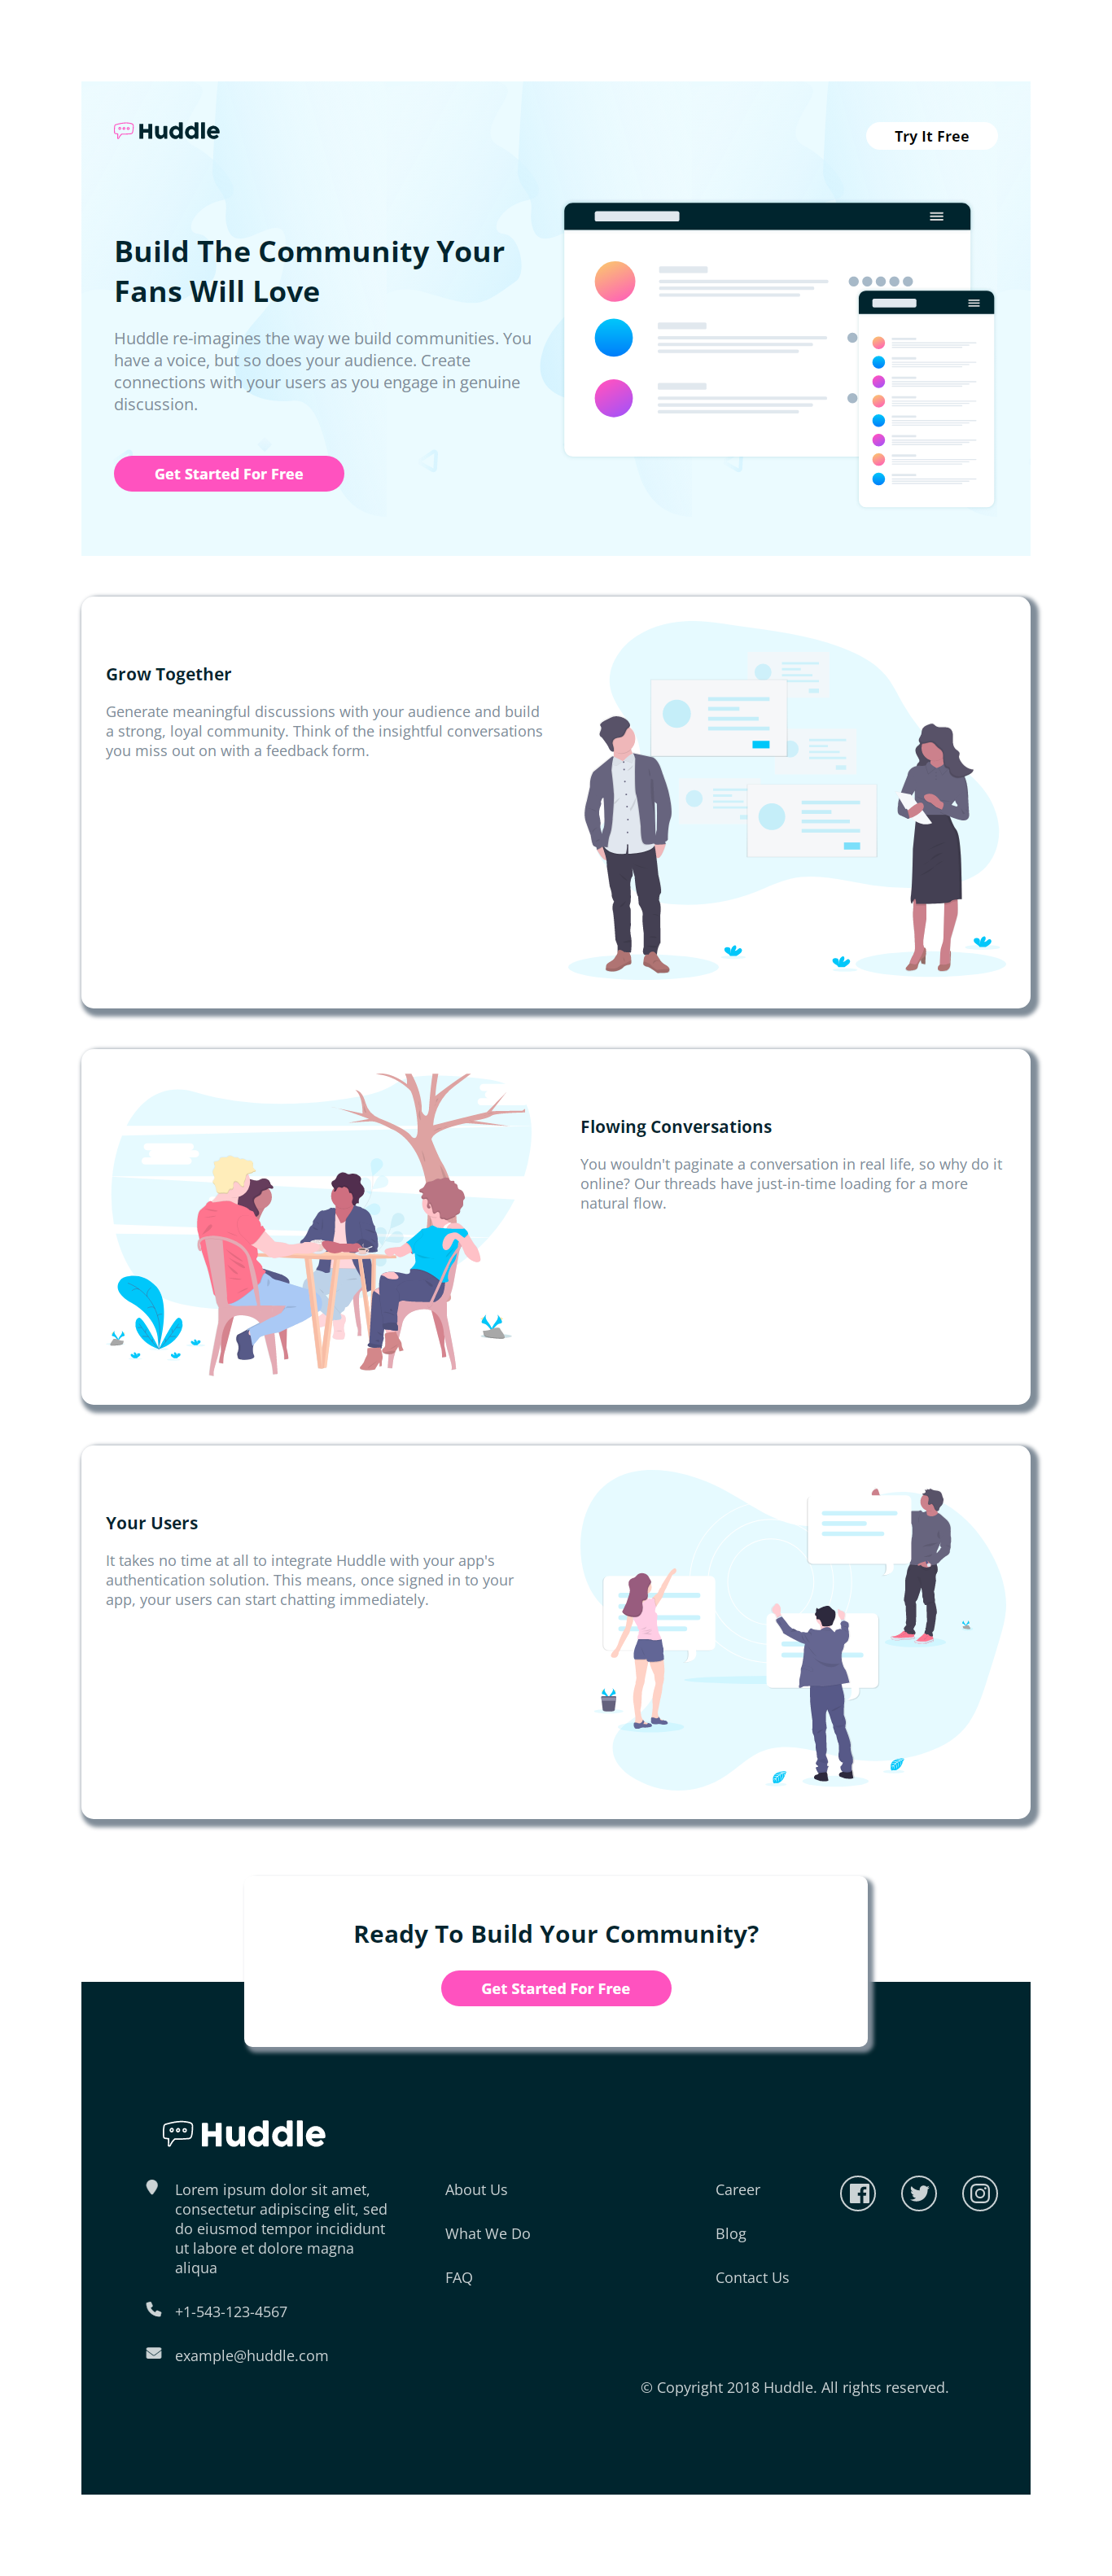 Huddle
Try It Free
Build The Community Your
Fans Will Love
Huddle re-imagines the way we build communities. You
have a voice, but so does your audience. Create
connections with your users as you engage in genuine
discussion.
Get Started For Free
Grow Together
Generate meaningful discussions with your audience and build
a strong, loyal community. Think of the insightful conversations
you miss out on with a feedback form.
Flowing Conversations
You wouldn't paginate a conversation in real life, so why do it
online? Our threads have just-in-time loading for a more
natural flow.
Your Users
It takes no time at all to integrate Huddle with your app's
authentication solution. This means, once signed in to your
app, your users can start chatting immediately.
Ready To Build Your Community?
Get Started For Free
Huddle
Lorem ipsum dolor sit amet,
consectetur adipiscing elit, sed
do eiusmod tempor incididunt
ut labore et dolore magna
aliqua
+1-543-123-4567
example@huddle.com
About Us
What We Do
FAQ
Career
Blog
Contact Us
© Copyright 2018 Huddle. All rights reserved.